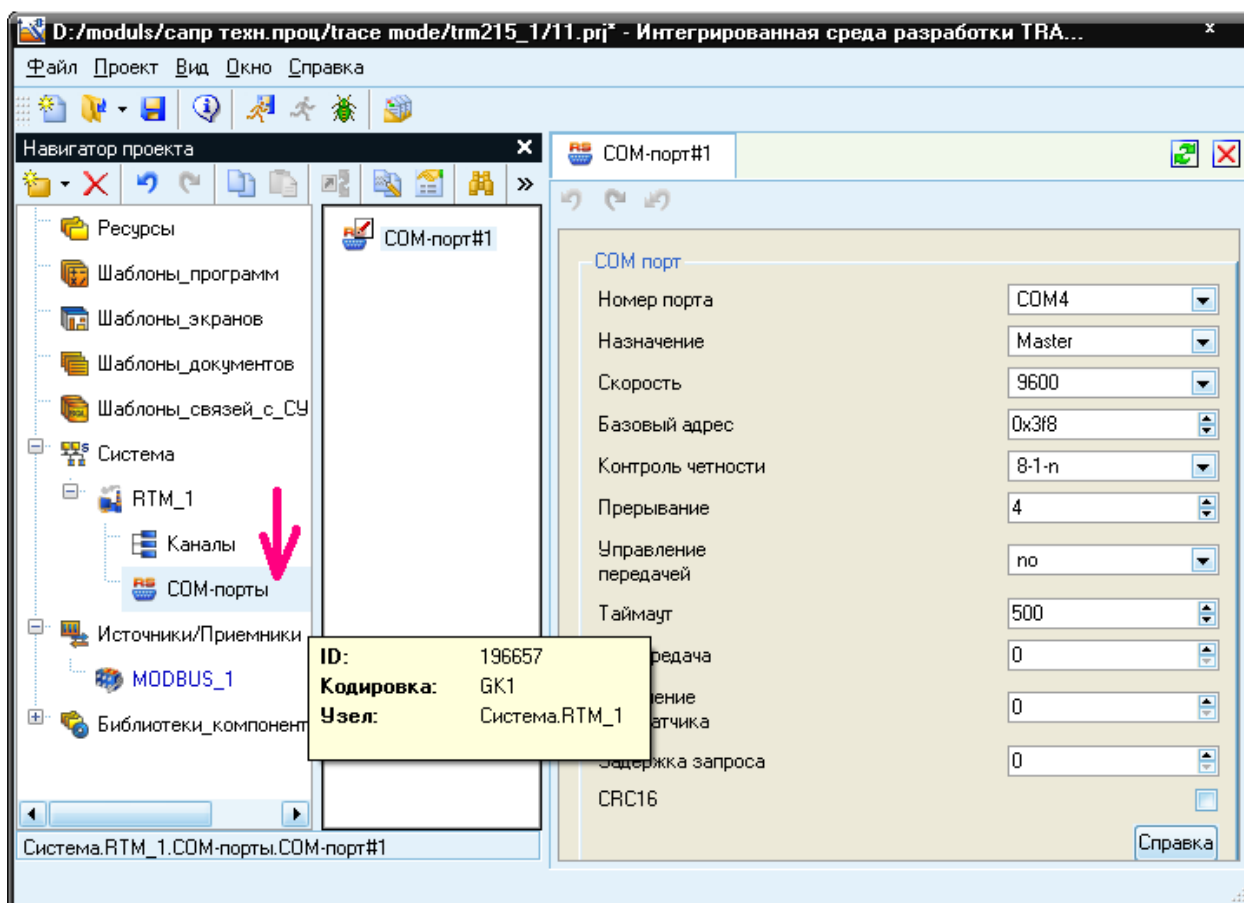 D:/moduls/сапр техн.проц/trace mode/trm215_1/11.prj* - Интегрированная среда разработки TRA...
Файл Проект Вид Окно Справка
Навигатор проекта
Ресурсы
Шаблоны_программ
Шаблоны_экранов
Шаблоны_документов
Шаблоны_связей_с_СУ
Система
RTM_1
Каналы
COM-порты
Источники/Приемники
MODBUS_1
Библиотеки_компонент
COM-порт#1
ID: 196657
Кодировка: GK1
Узел: Система.RTM_1
Система.RTM_1.COM-порты.COM-порт#1
COM-порт#1
COM порт
Номер порта COM4
Назначение Master
Скорость 9600
Базовый адрес 0x3f8
Контроль четности 8-1-n
Прерывание 4
Управление
передачей no
Таймаут 500
редача 0
ение
атчика 0
Задержка запроса 0
CRC16
Справка